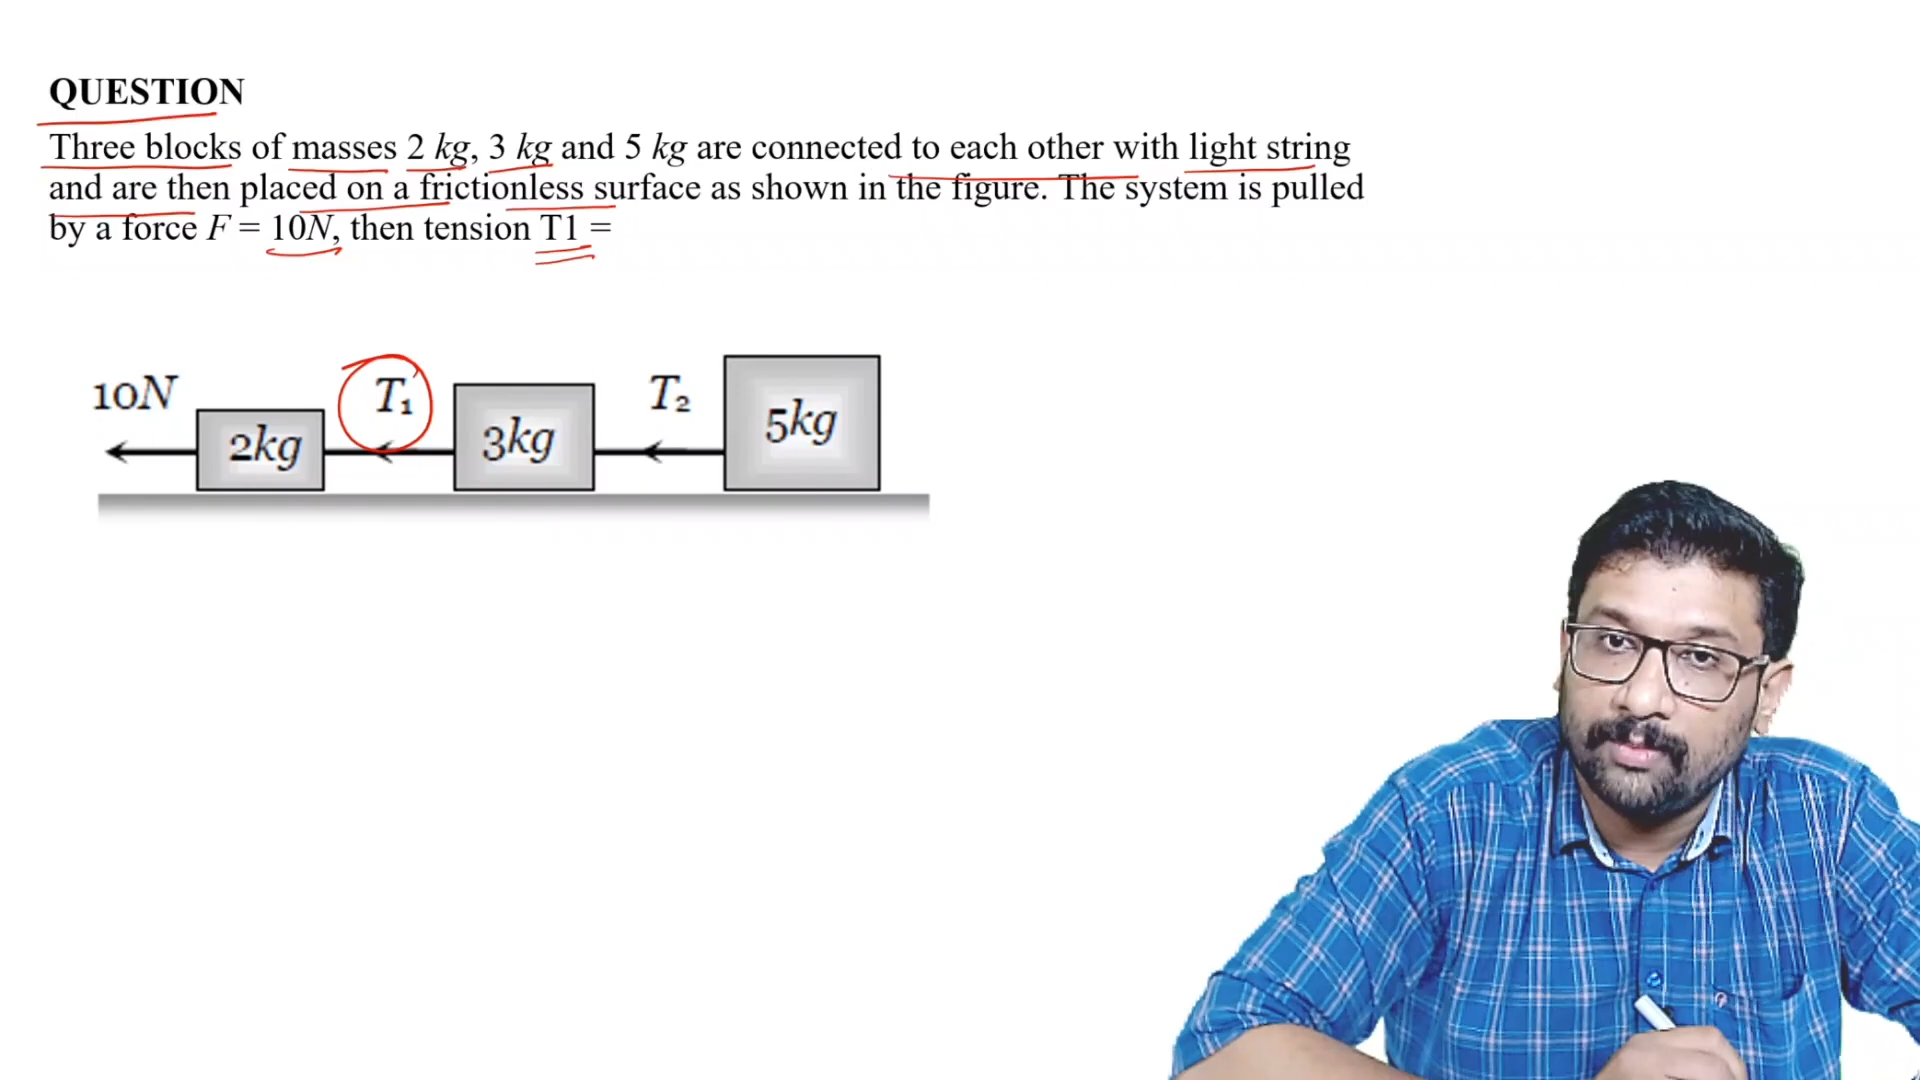 QUESTION
Three blocks of masses 2 kg, 3 kg and 5 kg are connected to each other with light string
and are then placed on a frictionless surface as shown in the figure. The system is pulled
by a force F = 10N, then tension T1 =
10N
T₁
T₂
2kg
3kg
5kg